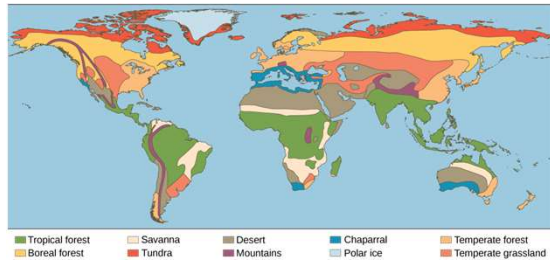 Tropical forest Savanna Desert Chaparral Temperate forest
Boreal forest Tundra Mountains Polar ice Temperate grassland